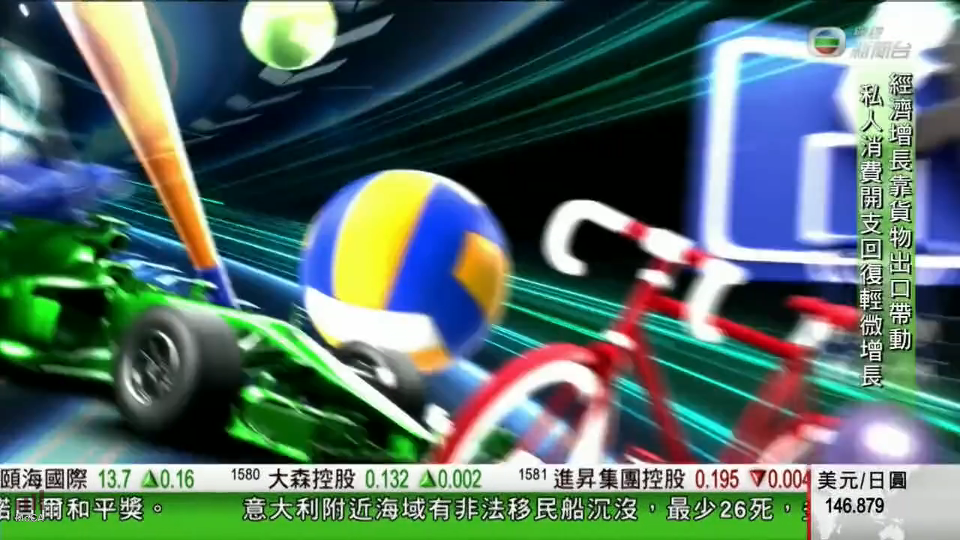 無綫新聞台
經濟增長靠貨物出口帶動
私人消費開支回復輕微增長
頤海國際 13.7 ▲0.16 1580 大森控股 0.132 ▲0.002 1581 進昇集團控股 0.195 ▼0.004
美元/日圓
146.879
諾貝爾和平獎。 意大利附近海域有非法移民船沉沒，最少26死，